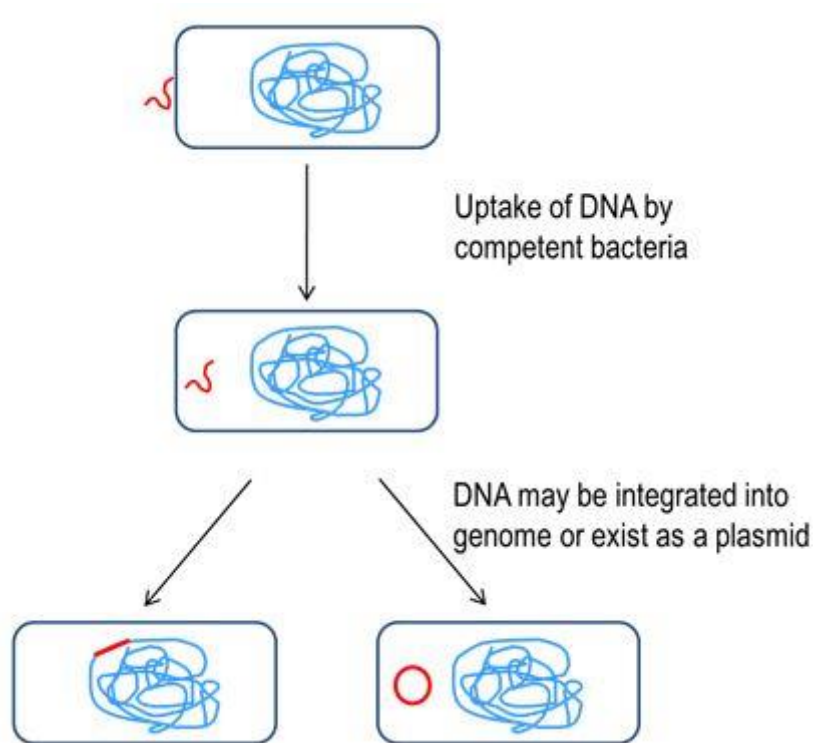 Uptake of DNA by
competent bacteria
DNA may be integrated into
genome or exist as a plasmid